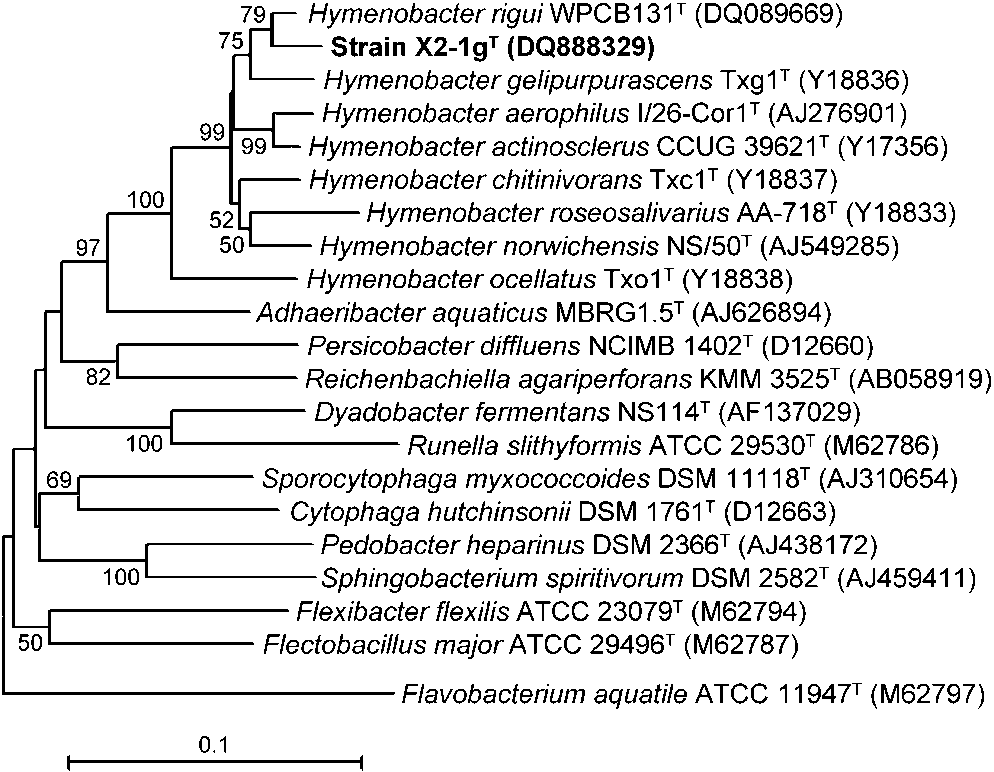 79 Hymenobacter rigui WPCB131ᵀ (DQ089669)
75 Strain X2-1gᵀ (DQ888329)
Hymenobacter gelipurpurascens Txg1ᵀ (Y18836)
Hymenobacter aerophilus I/26-Cor1ᵀ (AJ276901)
99
99 Hymenobacter actinosclerus CCUG 39621ᵀ (Y17356)
Hymenobacter chitinivorans Txc1ᵀ (Y18837)
100
52 Hymenobacter roseosalivarius AA-718ᵀ (Y18833)
97 50 Hymenobacter norwichensis NS/50ᵀ (AJ549285)
Hymenobacter ocellatus Txo1ᵀ (Y18838)
Adhaeribacter aquaticus MBRG1.5ᵀ (AJ626894)
Persicobacter diffluens NCIMB 1402ᵀ (D12660)
82 Reichenbachiella agariperforans KMM 3525ᵀ (AB058919)
Dyadobacter fermentans NS114ᵀ (AF137029)
100 Runella slithyformis ATCC 29530ᵀ (M62786)
69 Sporocytophaga myxococcoides DSM 11118ᵀ (AJ310654)
Cytophaga hutchinsonii DSM 1761ᵀ (D12663)
Pedobacter heparinus DSM 2366ᵀ (AJ438172)
100 Sphingobacterium spiritivorum DSM 2582ᵀ (AJ459411)
Flexibacter flexilis ATCC 23079ᵀ (M62794)
50 Flectobacillus major ATCC 29496ᵀ (M62787)
Flavobacterium aquatile ATCC 11947ᵀ (M62797)
0.1